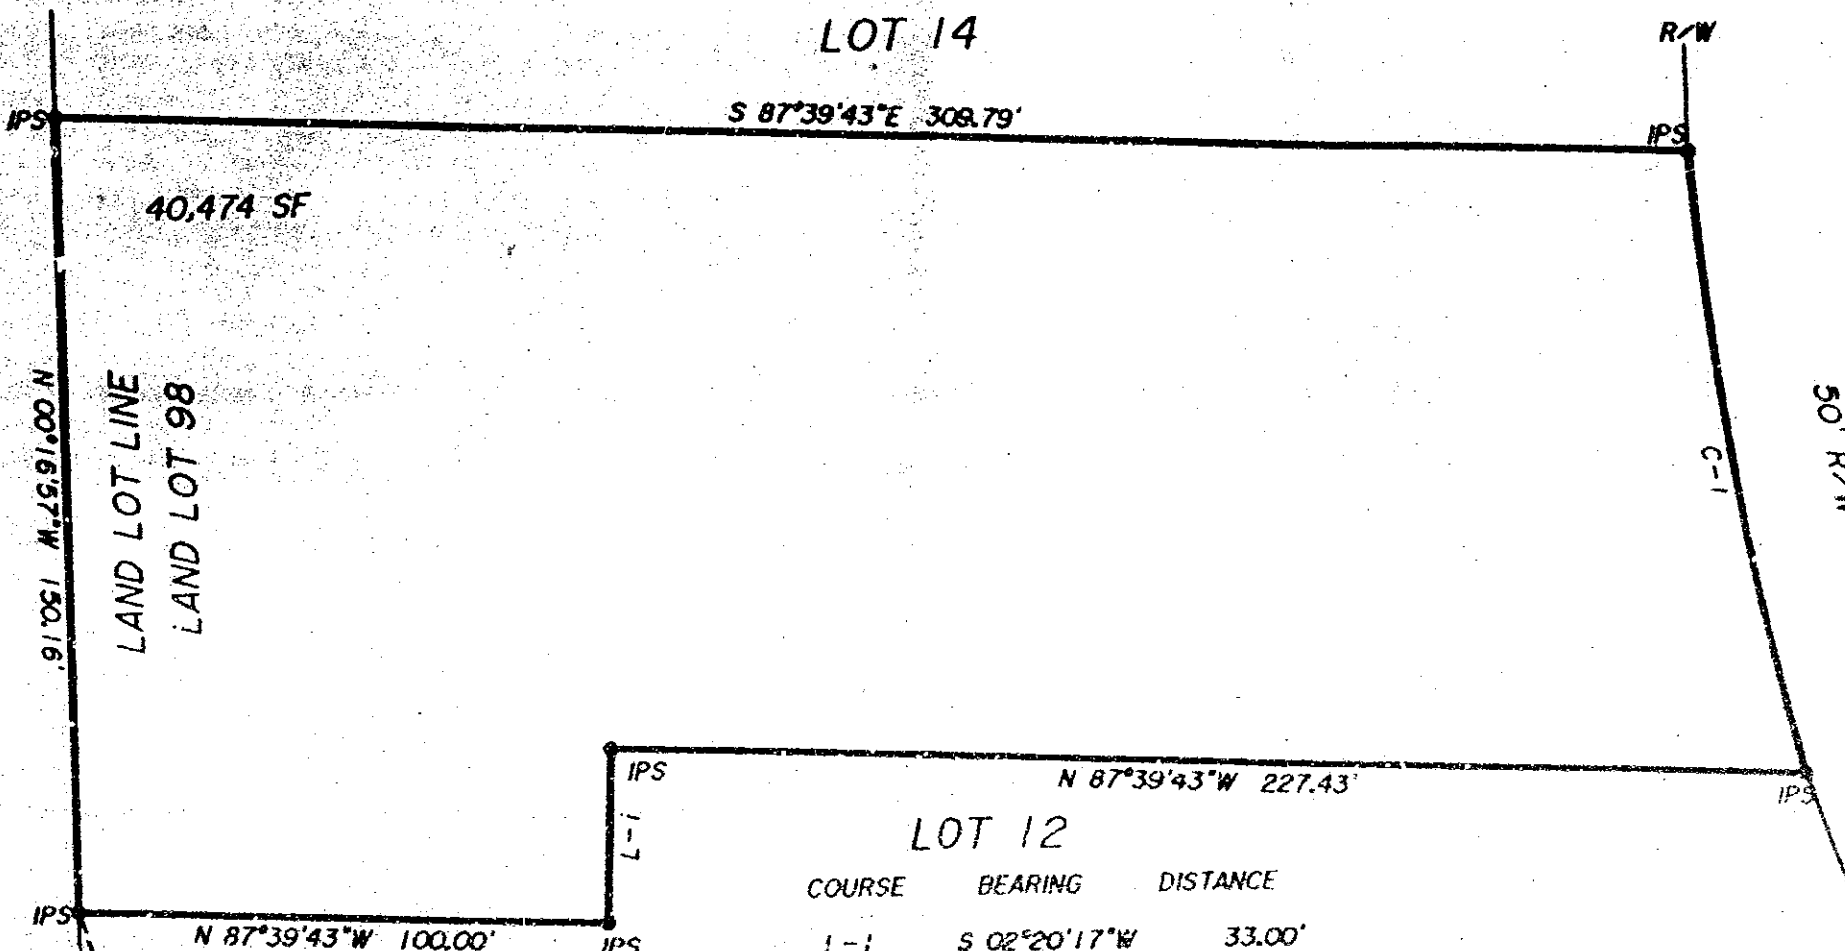 LOT 14
R/W
IPS
S 87°39'43"E 309.79'
IPS
40,474 SF
N 00°16'57"W 150.16'
LAND LOT LINE
LAND LOT 98
C-1
50' R/W
IPS
N 87°39'43"W 227.43'
IPS
L-1
LOT 12
COURSE BEARING DISTANCE
IPS
N 87°39'43"W 100.00'
IPS
L-1 S 02°20'17"W 33.00'